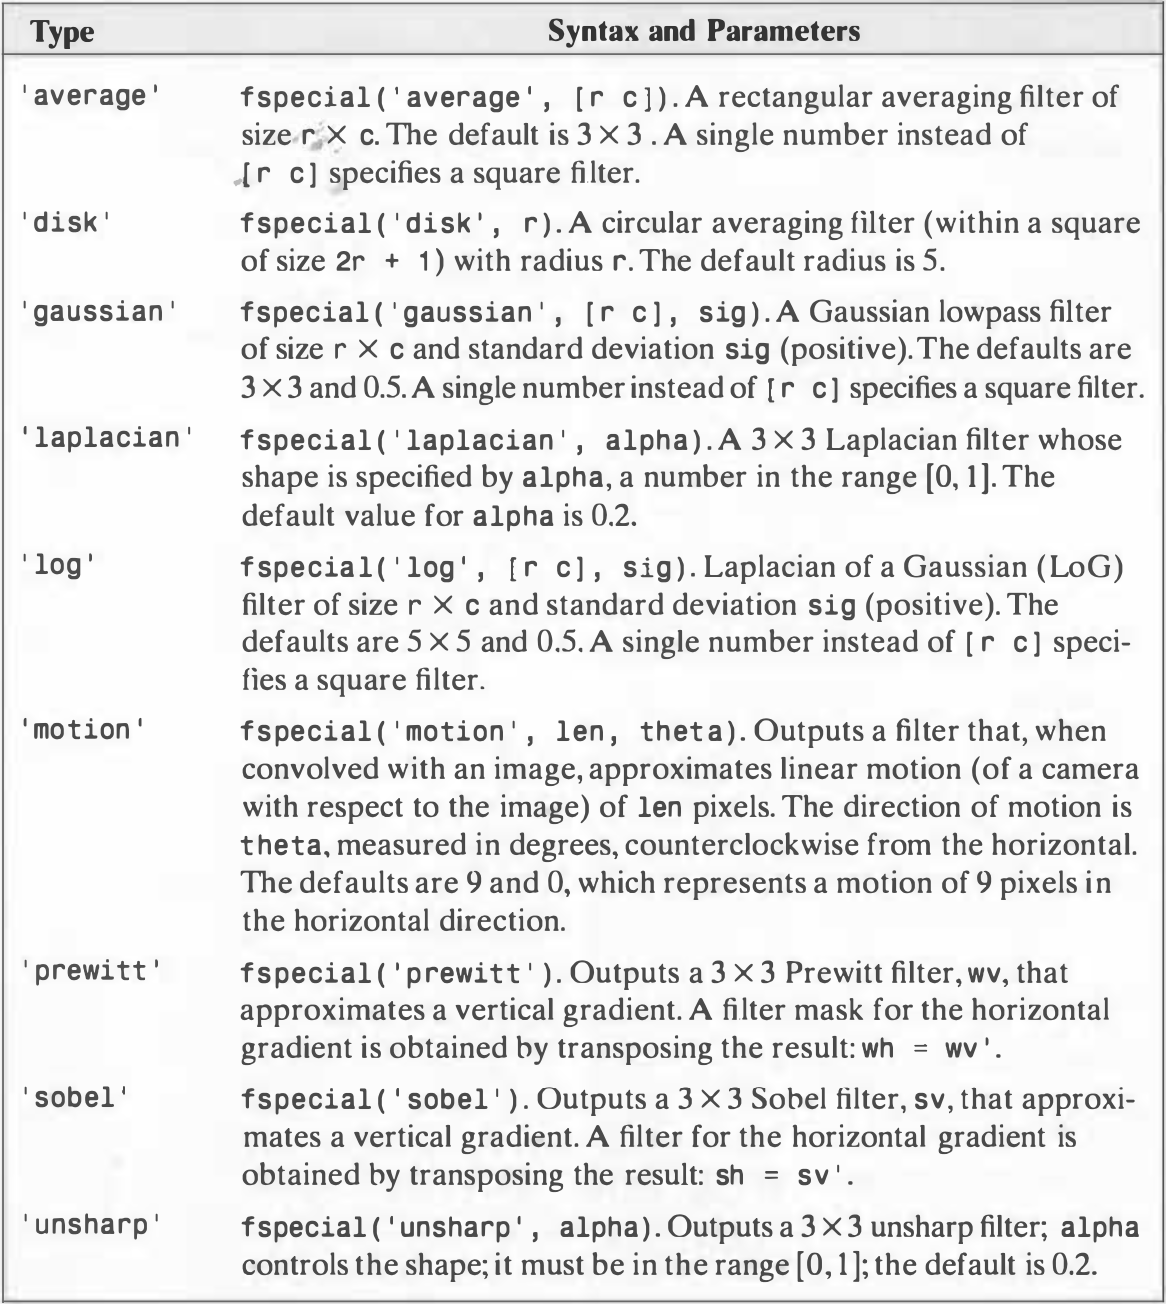 Type Syntax and Parameters
'average' fspecial('average', [r c]). A rectangular averaging filter of
size r × c. The default is 3 × 3 . A single number instead of
[r c] specifies a square filter.
'disk' fspecial('disk', r). A circular averaging filter (within a square
of size 2r + 1) with radius r. The default radius is 5.
'gaussian' fspecial('gaussian', [r c], sig). A Gaussian lowpass filter
of size r × c and standard deviation sig (positive). The defaults are
3 × 3 and 0.5. A single number instead of [r c] specifies a square filter.
'laplacian' fspecial('laplacian', alpha). A 3 × 3 Laplacian filter whose
shape is specified by alpha, a number in the range [0, 1]. The
default value for alpha is 0.2.
'log' fspecial('log', [r c], sig). Laplacian of a Gaussian (LoG)
filter of size r × c and standard deviation sig (positive). The
defaults are 5 × 5 and 0.5. A single number instead of [r c] speci-
fies a square filter.
'motion' fspecial('motion', len, theta). Outputs a filter that, when
convolved with an image, approximates linear motion (of a camera
with respect to the image) of len pixels. The direction of motion is
theta, measured in degrees, counterclockwise from the horizontal.
The defaults are 9 and 0, which represents a motion of 9 pixels in
the horizontal direction.
'prewitt' fspecial('prewitt'). Outputs a 3 × 3 Prewitt filter, wv, that
approximates a vertical gradient. A filter mask for the horizontal
gradient is obtained by transposing the result: wh = wv'.
'sobel' fspecial('sobel'). Outputs a 3 × 3 Sobel filter, sv, that approxi-
mates a vertical gradient. A filter for the horizontal gradient is
obtained by transposing the result: sh = sv'.
'unsharp' fspecial('unsharp', alpha). Outputs a 3 × 3 unsharp filter; alpha
controls the shape; it must be in the range [0, 1]; the default is 0.2.